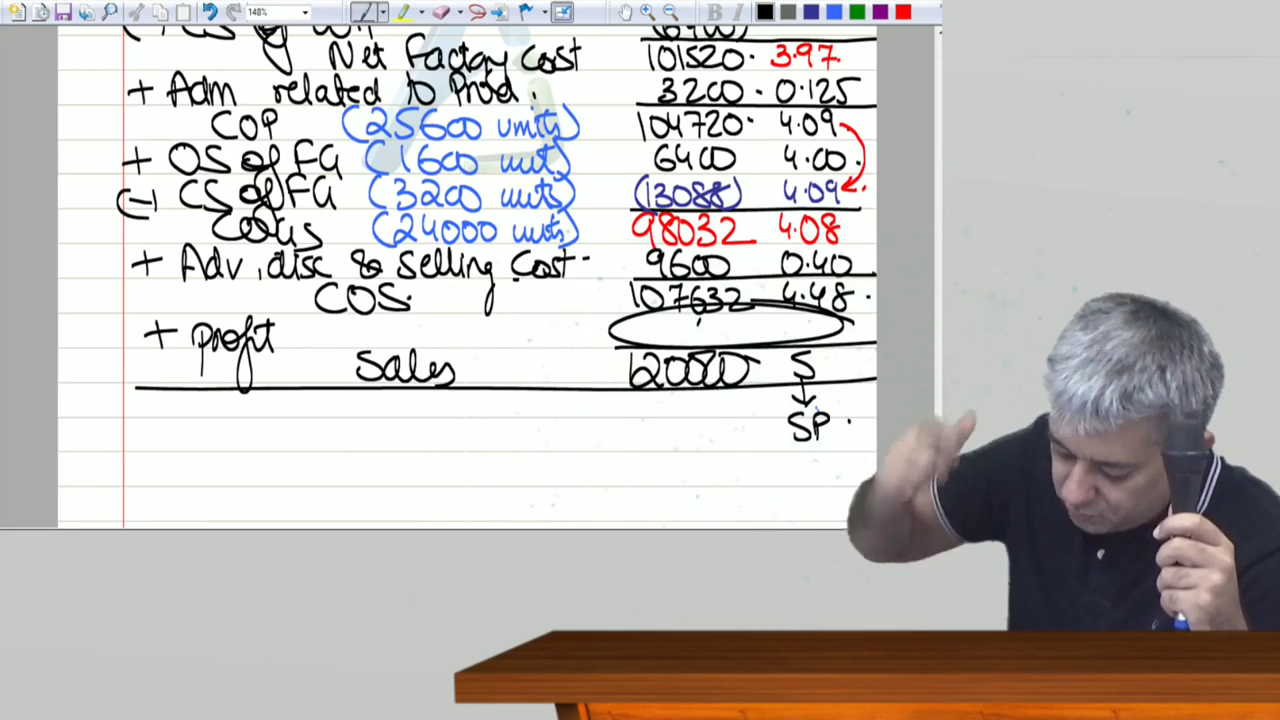 148%
Net Factory Cost 101520 3.97
+ Adm related to Prod. 3200 0.125
COP (25600 units) 104720 4.09
+ OS of FG (1600 unit) 6400 4.00
(-) CS of FG (3200 units) (13088) 4.09
COGS (24000 units) 98032 4.08
+ Adv, disc & Selling Cost 9600 0.40
COS 107632 4.48
+ profit
Sales 120000 5
SP